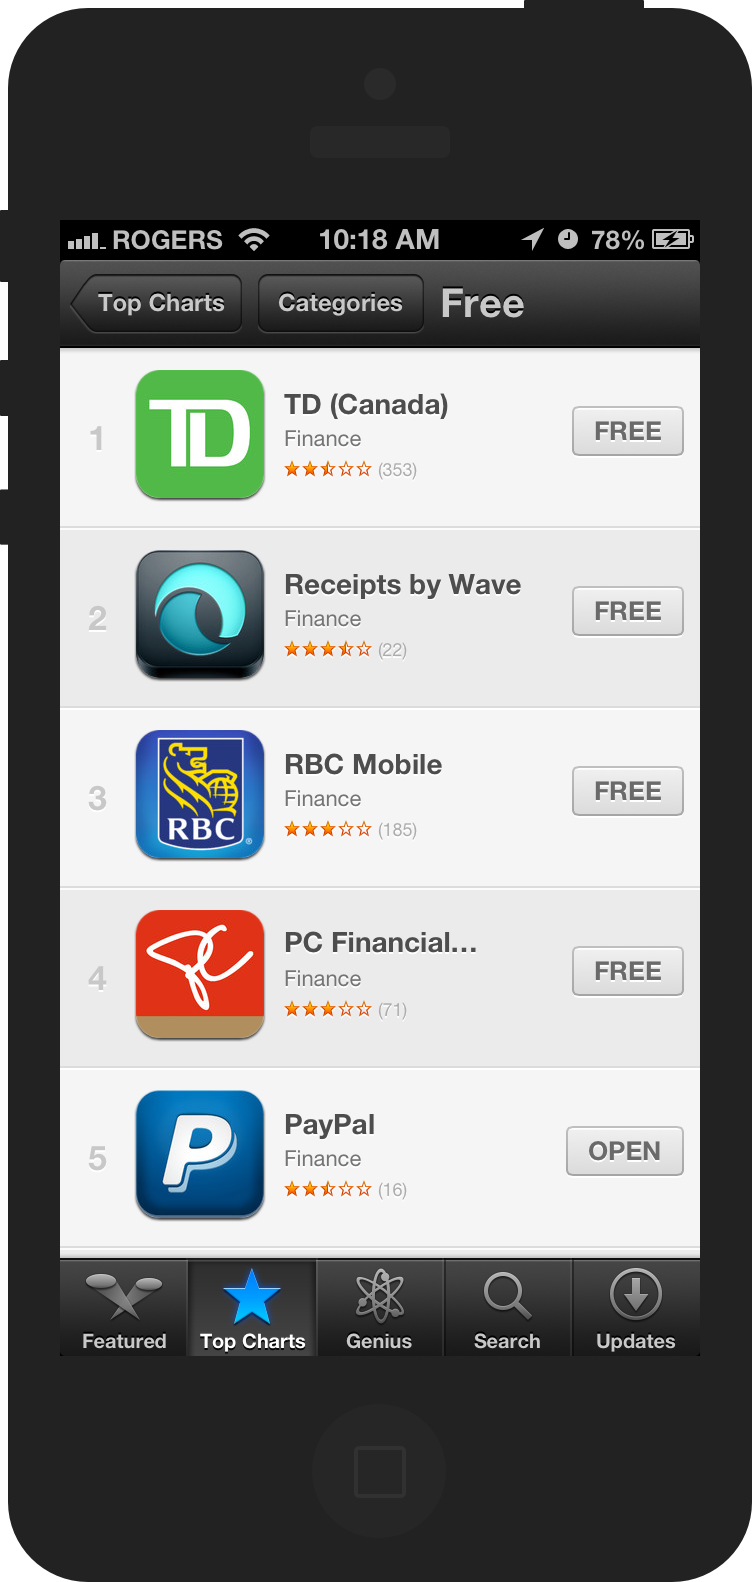 ROGERS 10:18 AM 78%
Top Charts Categories Free
1
TD
TD (Canada)
Finance
(353)
FREE
2
Receipts by Wave
Finance
(22)
FREE
3
RBC
®
RBC Mobile
Finance
(185)
FREE
4
PC
PC Financial...
Finance
(71)
FREE
5
P
PayPal
Finance
(16)
OPEN
Featured Top Charts Genius Search Updates